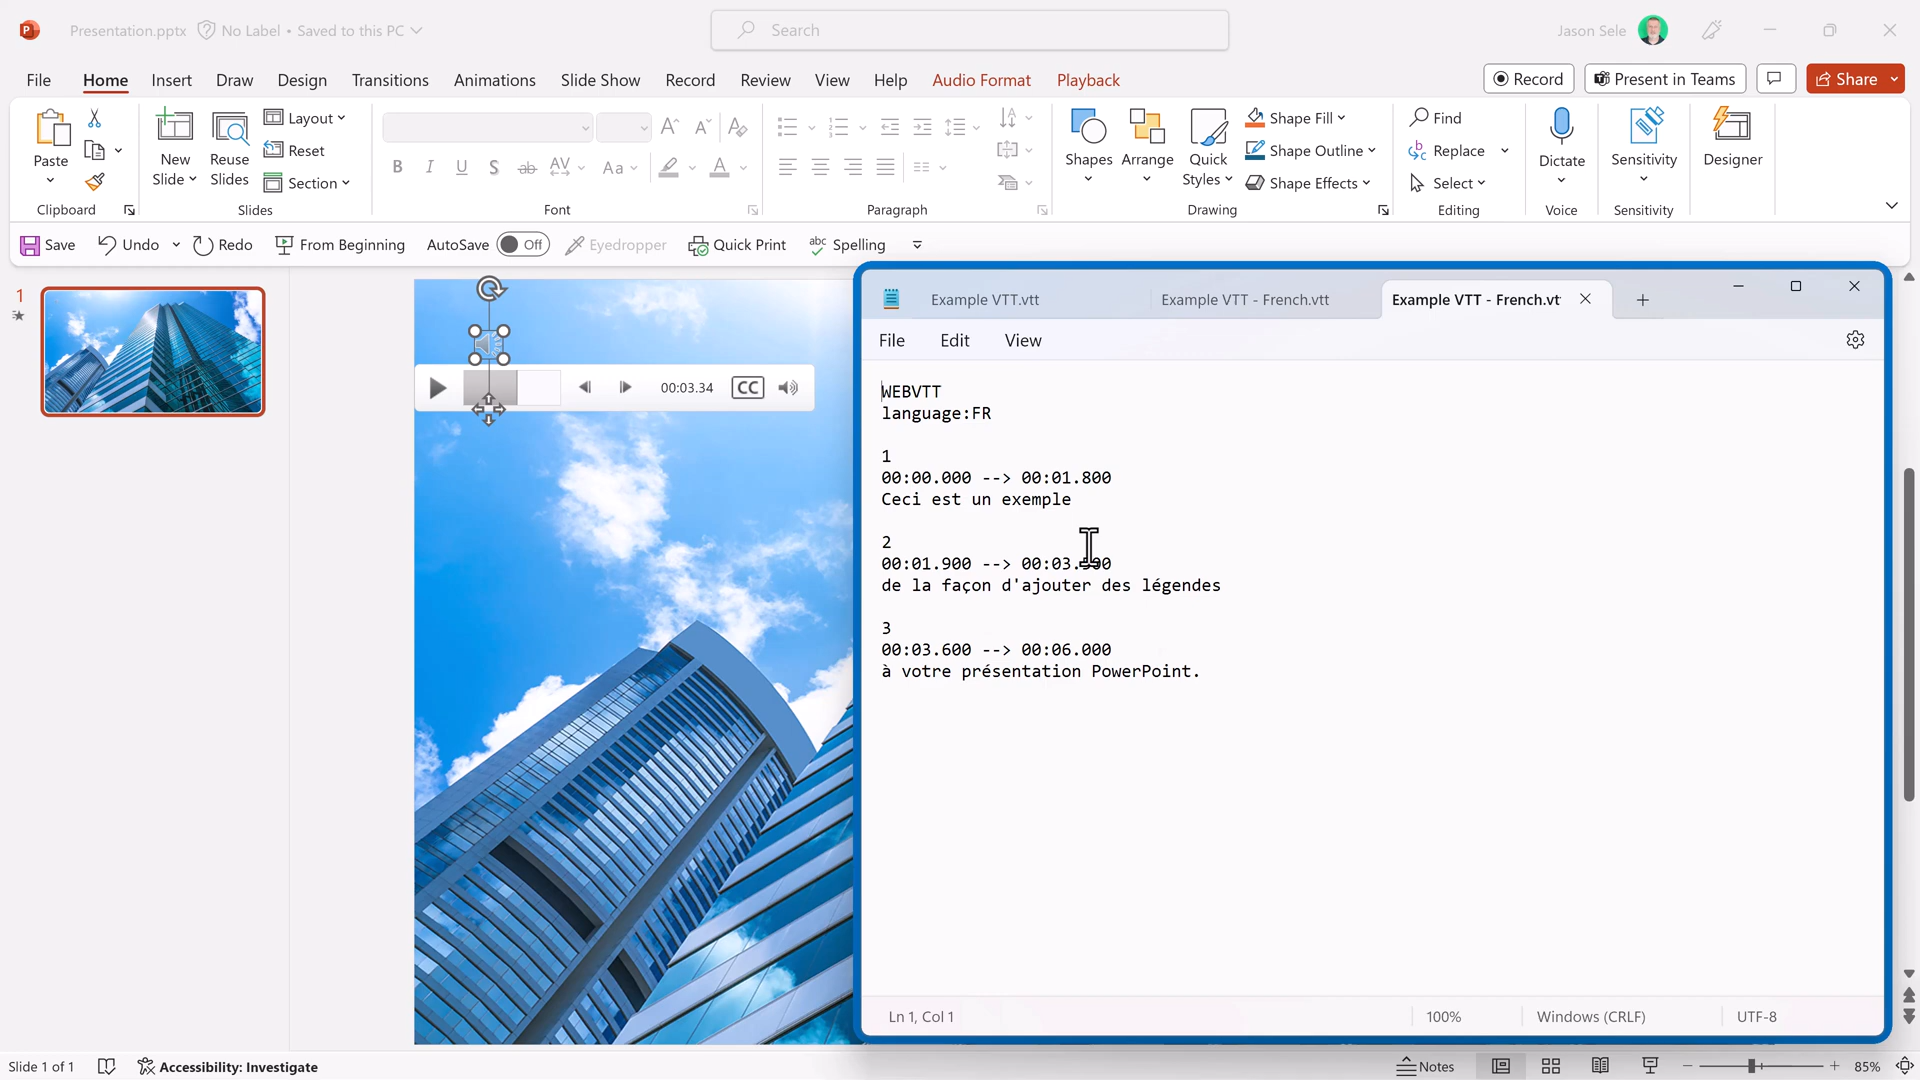 Presentation.pptx No Label • Saved to this PC
Search
Jason Sele
File Home Insert Draw Design Transitions Animations Slide Show Record Review View Help Audio Format Playback
Record Present in Teams Share
Paste
New Slide
Reuse Slides
Layout
Reset
Section
B I U S ab AV Aa A
Shapes
Arrange
Quick Styles
Shape Fill
Shape Outline
Shape Effects
Find
Replace
Select
Dictate
Sensitivity
Designer
Clipboard Slides Font Paragraph Drawing Editing Voice Sensitivity
Save Undo Redo From Beginning AutoSave Off Eyedropper Quick Print abc Spelling
1
00:03.34 CC
Example VTT.vtt Example VTT - French.vtt Example VTT - French.vt
File Edit View
WEBVTT
language:FR
1
00:00.000 --> 00:01.800
Ceci est un exemple
2
00:01.900 --> 
de la façon d'ajouter des légendes
3
00:03.600 --> 00:06.000
à votre présentation PowerPoint.
Ln 1, Col 1 100% Windows (CRLF) UTF-8
Slide 1 of 1 Accessibility: Investigate Notes 85%